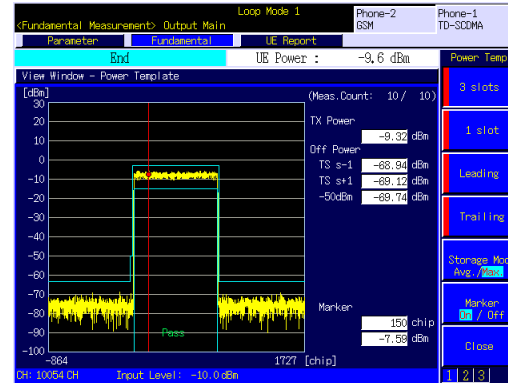 Loop Mode 1
Phone-2 GSM
Phone-1 TD-SCDMA
<Fundamental Measurement> Output Main
Parameter Fundamental UE Report
End UE Power : -9.6 dBm
Power Temp
View Window - Power Template
[dBm] (Meas.Count: 10/ 10)
3 slots
30
20
TX Power
10 -9.32 dBm
1 slot
Off Power
0 TS s-1 -68.94 dBm
-10 TS s+1 -69.12 dBm
Leading
-20 -50dBm -69.74 dBm
-30
Trailing
-40
-50
Storage Mod
Avg./Max
-60
-70
Marker
Marker
On / Off
-80 150 chip
-90 Pass -7.59 dBm
Close
-100
-864 1727 [chip]
CH: 10054 CH Input Level: -10.0dBm
1 2 3